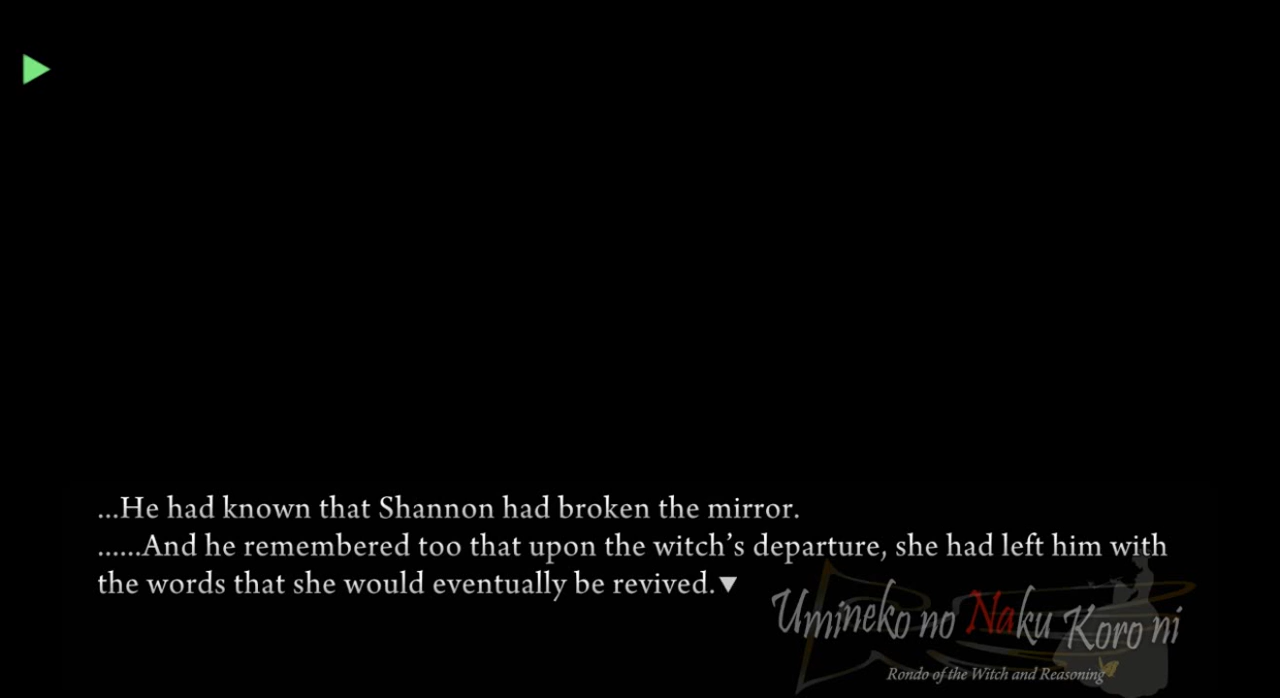 ...He had known that Shannon had broken the mirror.
......And he remembered too that upon the witch’s departure, she had left him with
the words that she would eventually be revived.▼
Umineko no Naku Koro ni
Rondo of the Witch and Reasoning